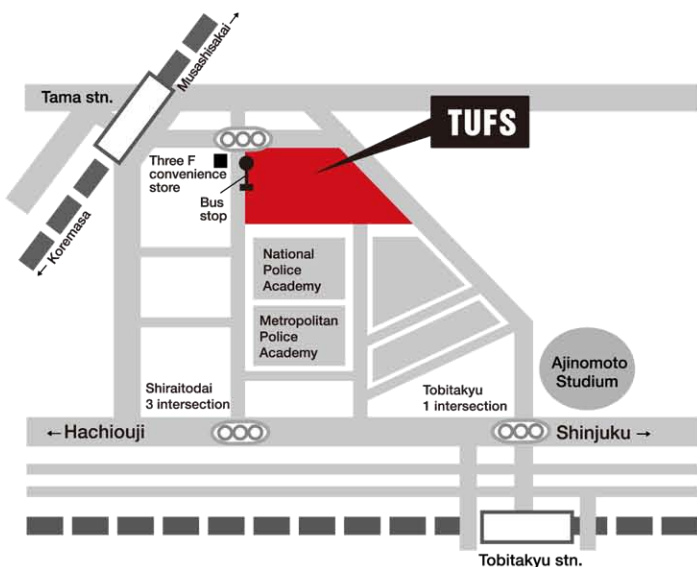 Musashisakai →
Tama stn.
TUFS
Three F
convenience
store
Bus
stop
← Koremasa
National
Police
Academy
Metropolitan
Police
Academy
Ajinomoto
Studium
Shiraitodai
3 intersection
Tobitakyu
1 intersection
← Hachiouji
Shinjuku →
Tobitakyu stn.